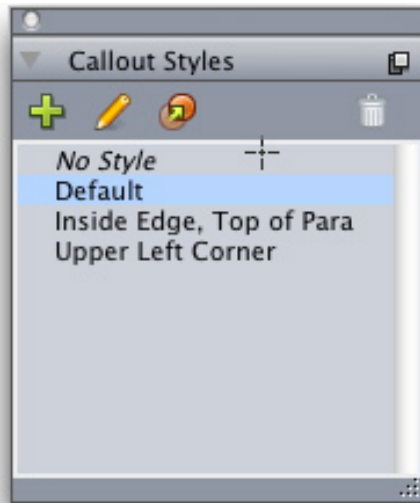 Callout Styles
No Style
Default
Inside Edge, Top of Para
Upper Left Corner